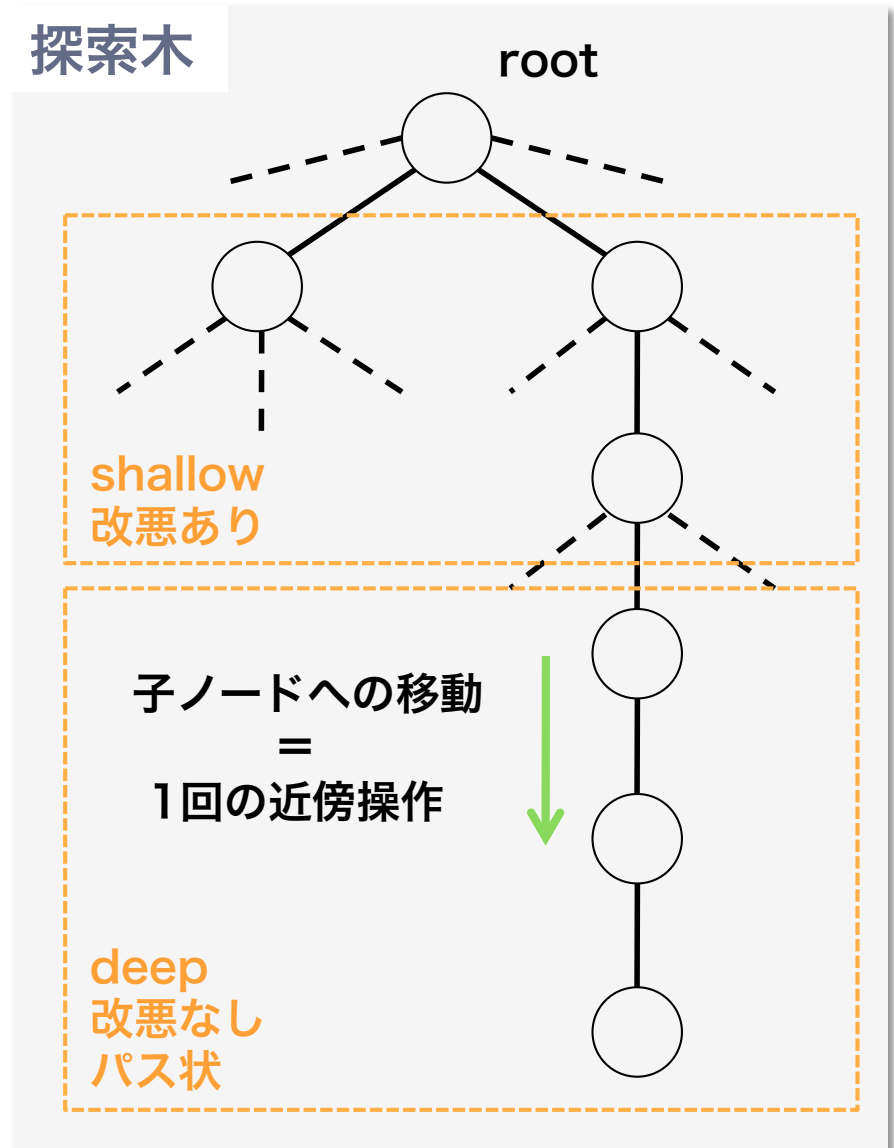 探索木
root
shallow
改悪あり
子ノードへの移動
=
1回の近傍操作
deep
改悪なし
パス状